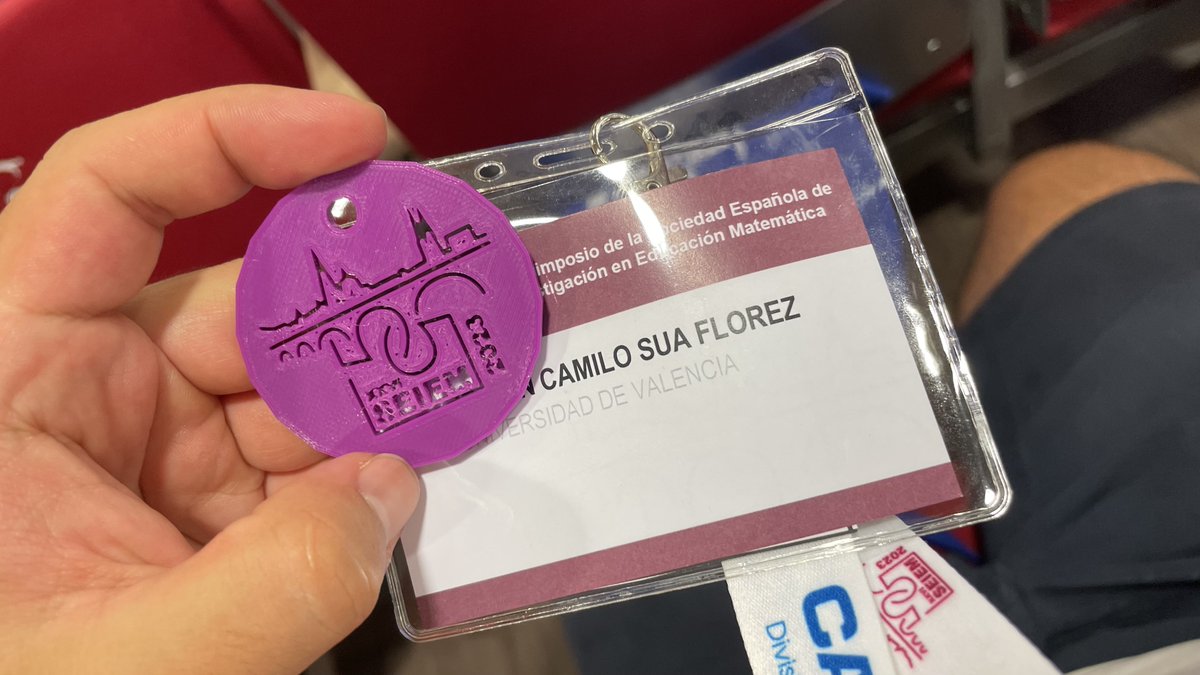 imposio de la Sociedad Española de
stigación en Educación Matemática
N CAMILO SUA FLOREZ
UNIVERSIDAD DE VALENCIA
2023
SEIEM
SEIEM
2023
CA
Divis